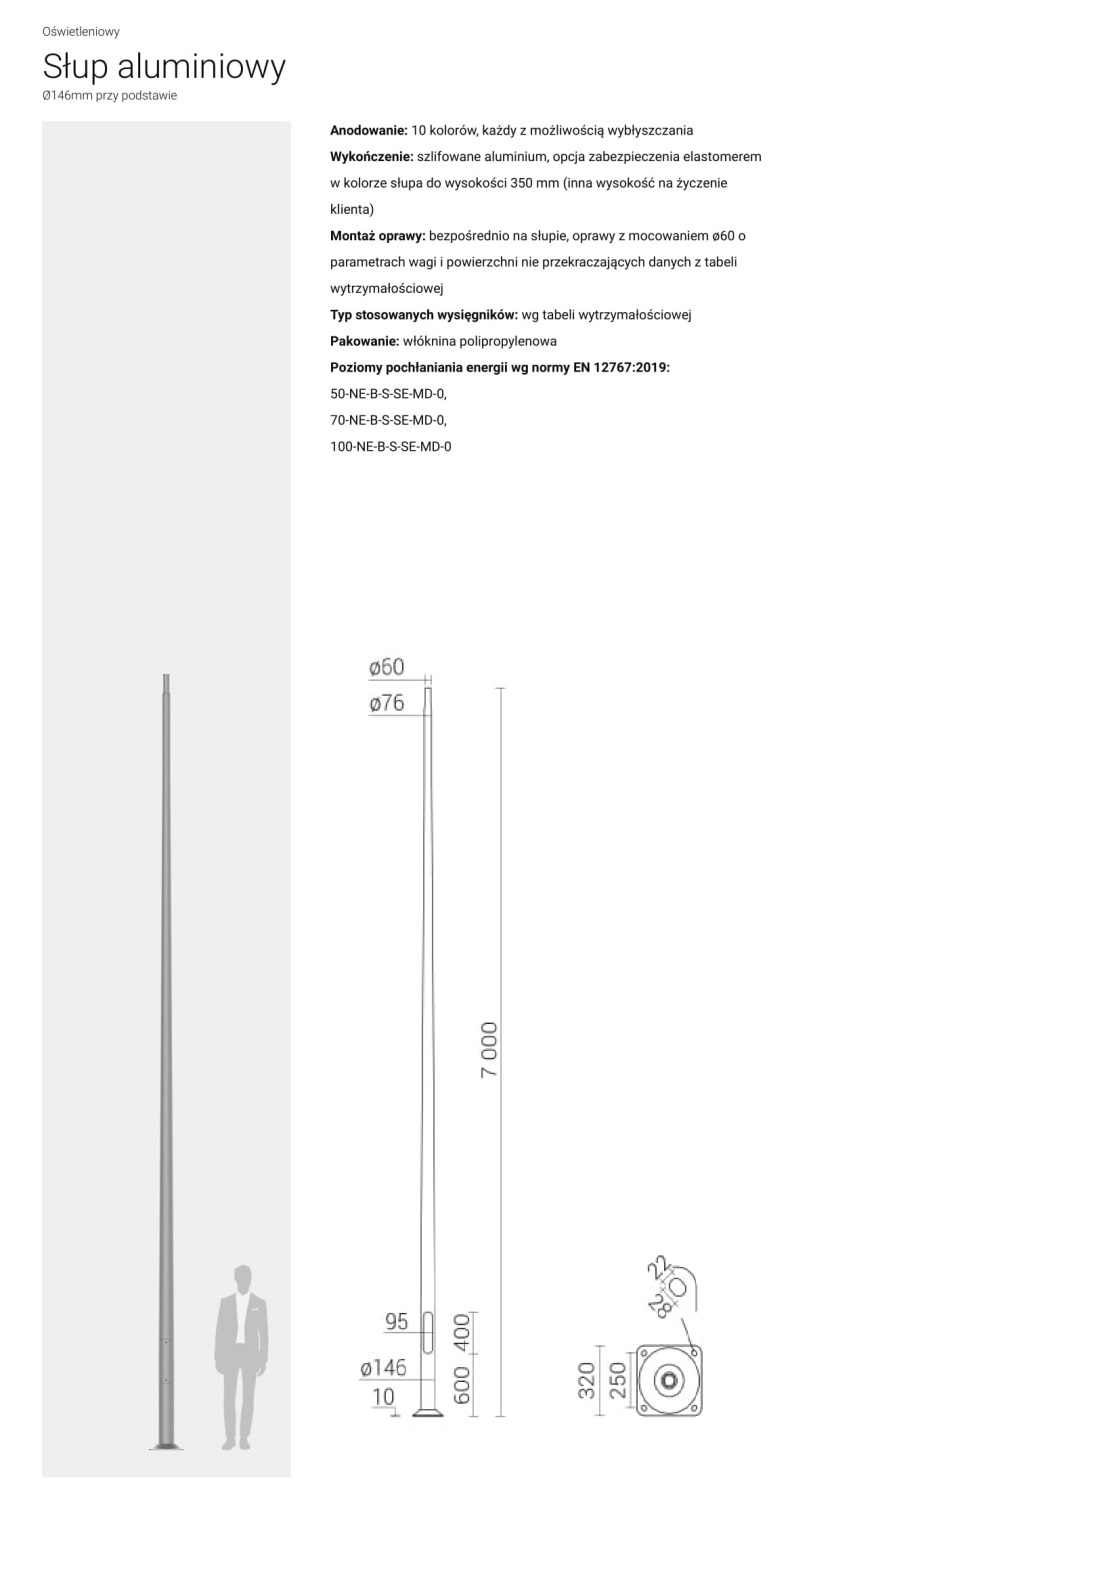 Oświetleniowy
Słup aluminiowy
Ø146mm przy podstawie
Anodowanie: 10 kolorów, każdy z możliwością wybłyszczania
Wykończenie: szlifowane aluminium, opcja zabezpieczenia elastomerem
w kolorze słupa do wysokości 350 mm (inna wysokość na życzenie
klienta)
Montaż oprawy: bezpośrednio na słupie, oprawy z mocowaniem ø60 o
parametrach wagi i powierzchni nie przekraczających danych z tabeli
wytrzymałościowej
Typ stosowanych wysięgników: wg tabeli wytrzymałościowej
Pakowanie: włóknina polipropylenowa
Poziomy pochłaniania energii wg normy EN 12767:2019:
50-NE-B-S-SE-MD-0,
70-NE-B-S-SE-MD-0,
100-NE-B-S-SE-MD-0
ø60
ø76
7 000
95
400
ø146
600
10
22
28
320
250